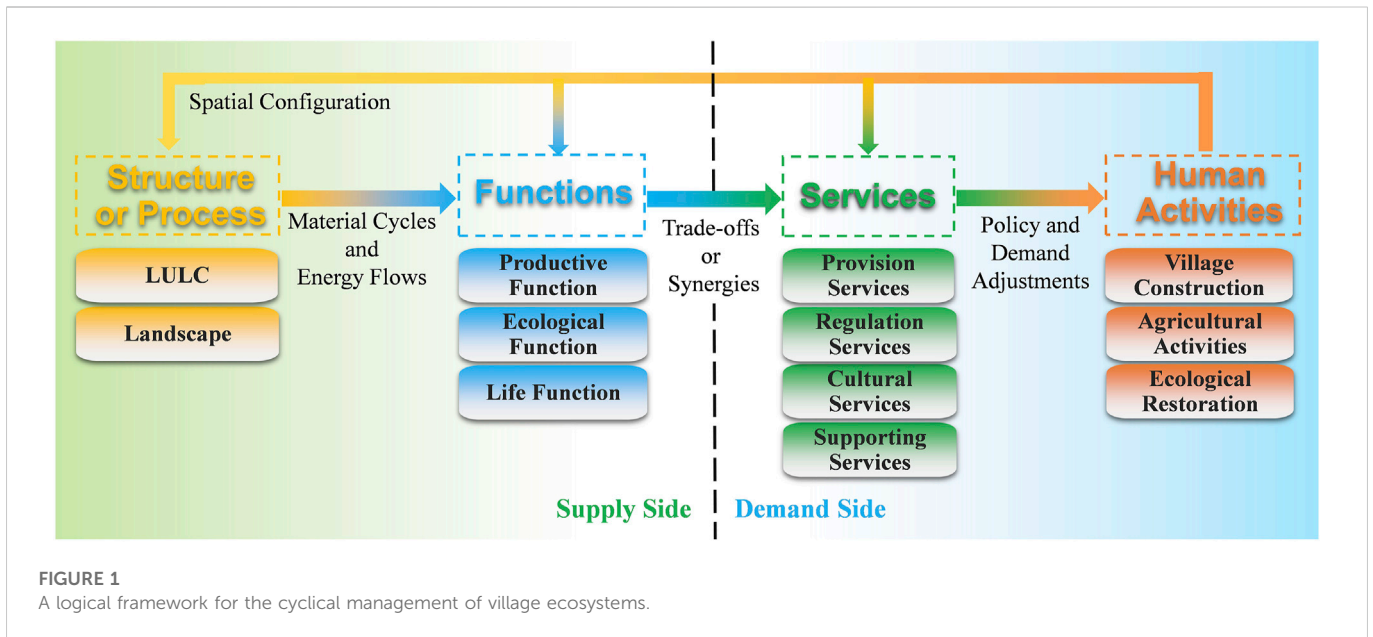 Spatial Configuration
Structure
or Process
Functions
Services
Human
Activities
Material Cycles
and
Energy Flows
Trade-offs
or
Synergies
Policy and
Demand
Adjustments
LULC
Landscape
Productive
Function
Ecological
Function
Life Function
Provision
Services
Regulation
Services
Cultural
Services
Supporting
Services
Village
Construction
Agricultural
Activities
Ecological
Restoration
Supply Side
Demand Side
FIGURE 1
A logical framework for the cyclical management of village ecosystems.